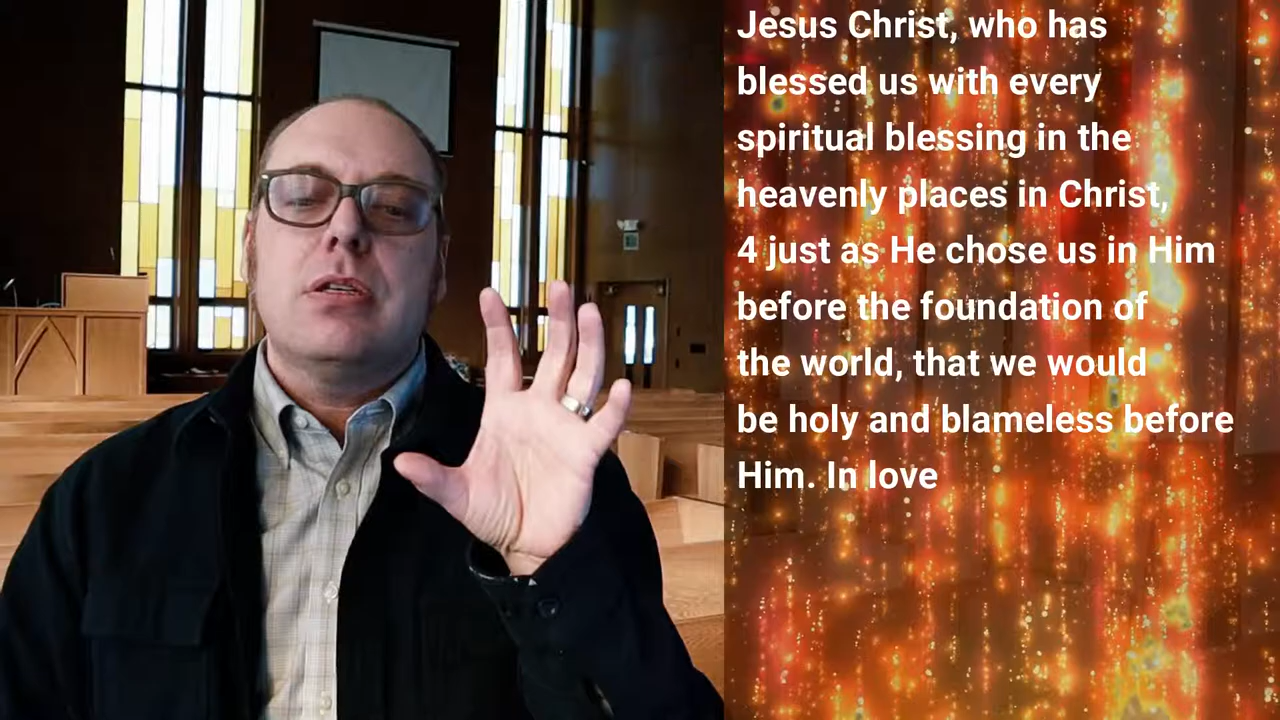 Jesus Christ, who has
blessed us with every
spiritual blessing in the
heavenly places in Christ,
4 just as He chose us in Him
before the foundation of
the world, that we would
be holy and blameless before
Him. In love